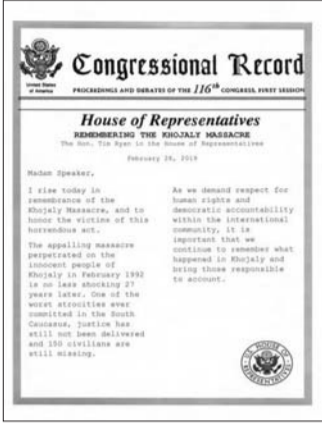 United States
of America
Congressional Record
PROCEEDINGS AND DEBATES OF THE 116th CONGRESS, FIRST SESSION
House of Representatives
REMEMBERING THE KHOJALY MASSACRE
The Hon. Tim Ryan in the House of Representatives
February 28, 2019
Madam Speaker,
I rise today in
remembrance of the
Khojaly Massacre, and to
honor the victims of this
horrendous act.
The appalling massacre
perpetrated on the
innocent people of
Khojaly in February 1992
is no less shocking 27
years later. One of the
worst atrocities ever
committed in the South
Caucasus, justice has
still not been delivered
and 150 civilians are
still missing.
As we demand respect for
human rights and
democratic accountability
within the international
community, it is
important that we
continue to remember what
happened in Khojaly and
bring those responsible
to account.
U.S. HOUSE OF
REPRESENTATIVES